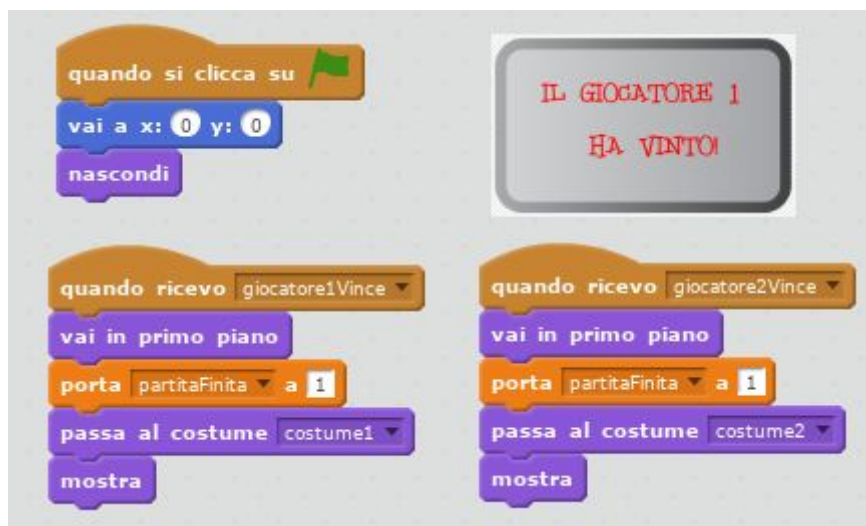 quando si clicca su
vai a x: 0 y: 0
nascondi
IL GIOCATORE 1
HA VINTO!
quando ricevo giocatore1Vince
vai in primo piano
porta partitaFinita a 1
passa al costume costume1
mostra
quando ricevo giocatore2Vince
vai in primo piano
porta partitaFinita a 1
passa al costume costume2
mostra